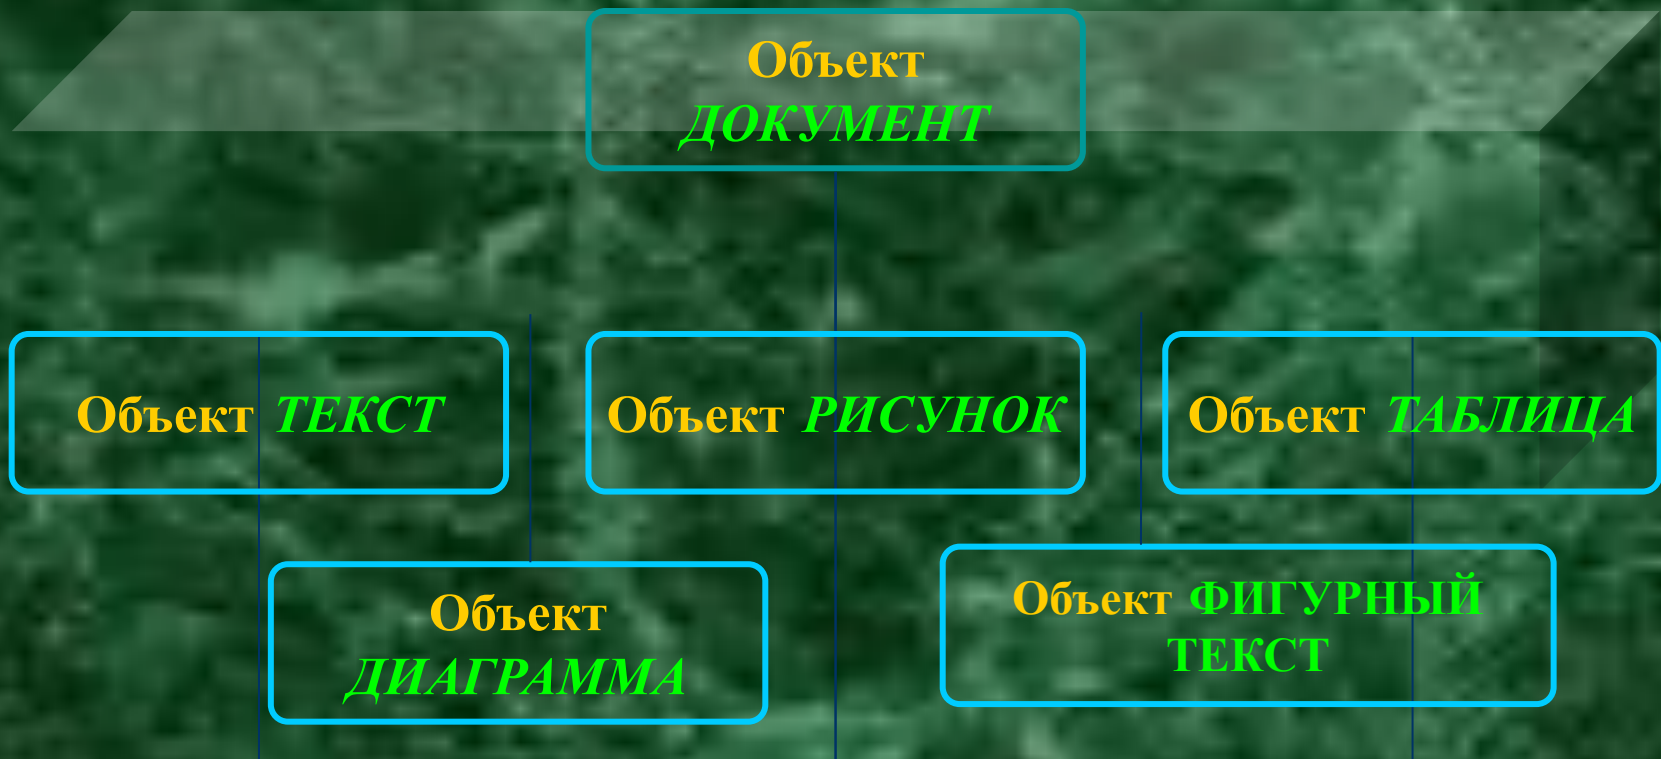 Объект
ДОКУМЕНТ
Объект ТЕКСТ
Объект РИСУНОК
Объект ТАБЛИЦА
Объект
ДИАГРАММА
Объект ФИГУРНЫЙ
ТЕКСТ